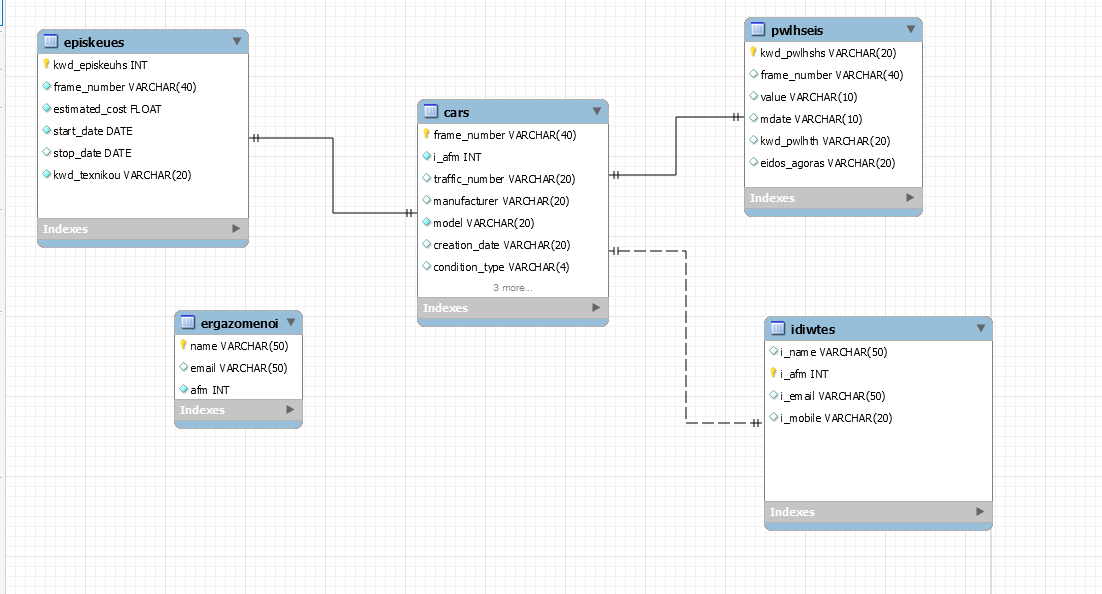 episkeues
kwd_episkeuhs INT
frame_number VARCHAR(40)
estimated_cost FLOAT
start_date DATE
stop_date DATE
kwd_texnikou VARCHAR(20)
Indexes
cars
frame_number VARCHAR(40)
i_afm INT
traffic_number VARCHAR(20)
manufacturer VARCHAR(20)
model VARCHAR(20)
creation_date VARCHAR(20)
condition_type VARCHAR(4)
3 more...
Indexes
pwlhseis
kwd_pwlhshs VARCHAR(20)
frame_number VARCHAR(40)
value VARCHAR(10)
mdate VARCHAR(10)
kwd_pwlhth VARCHAR(20)
eidos_agoras VARCHAR(20)
Indexes
ergazomenoi
name VARCHAR(50)
email VARCHAR(50)
afm INT
Indexes
idiwtes
i_name VARCHAR(50)
i_afm INT
i_email VARCHAR(50)
i_mobile VARCHAR(20)
Indexes